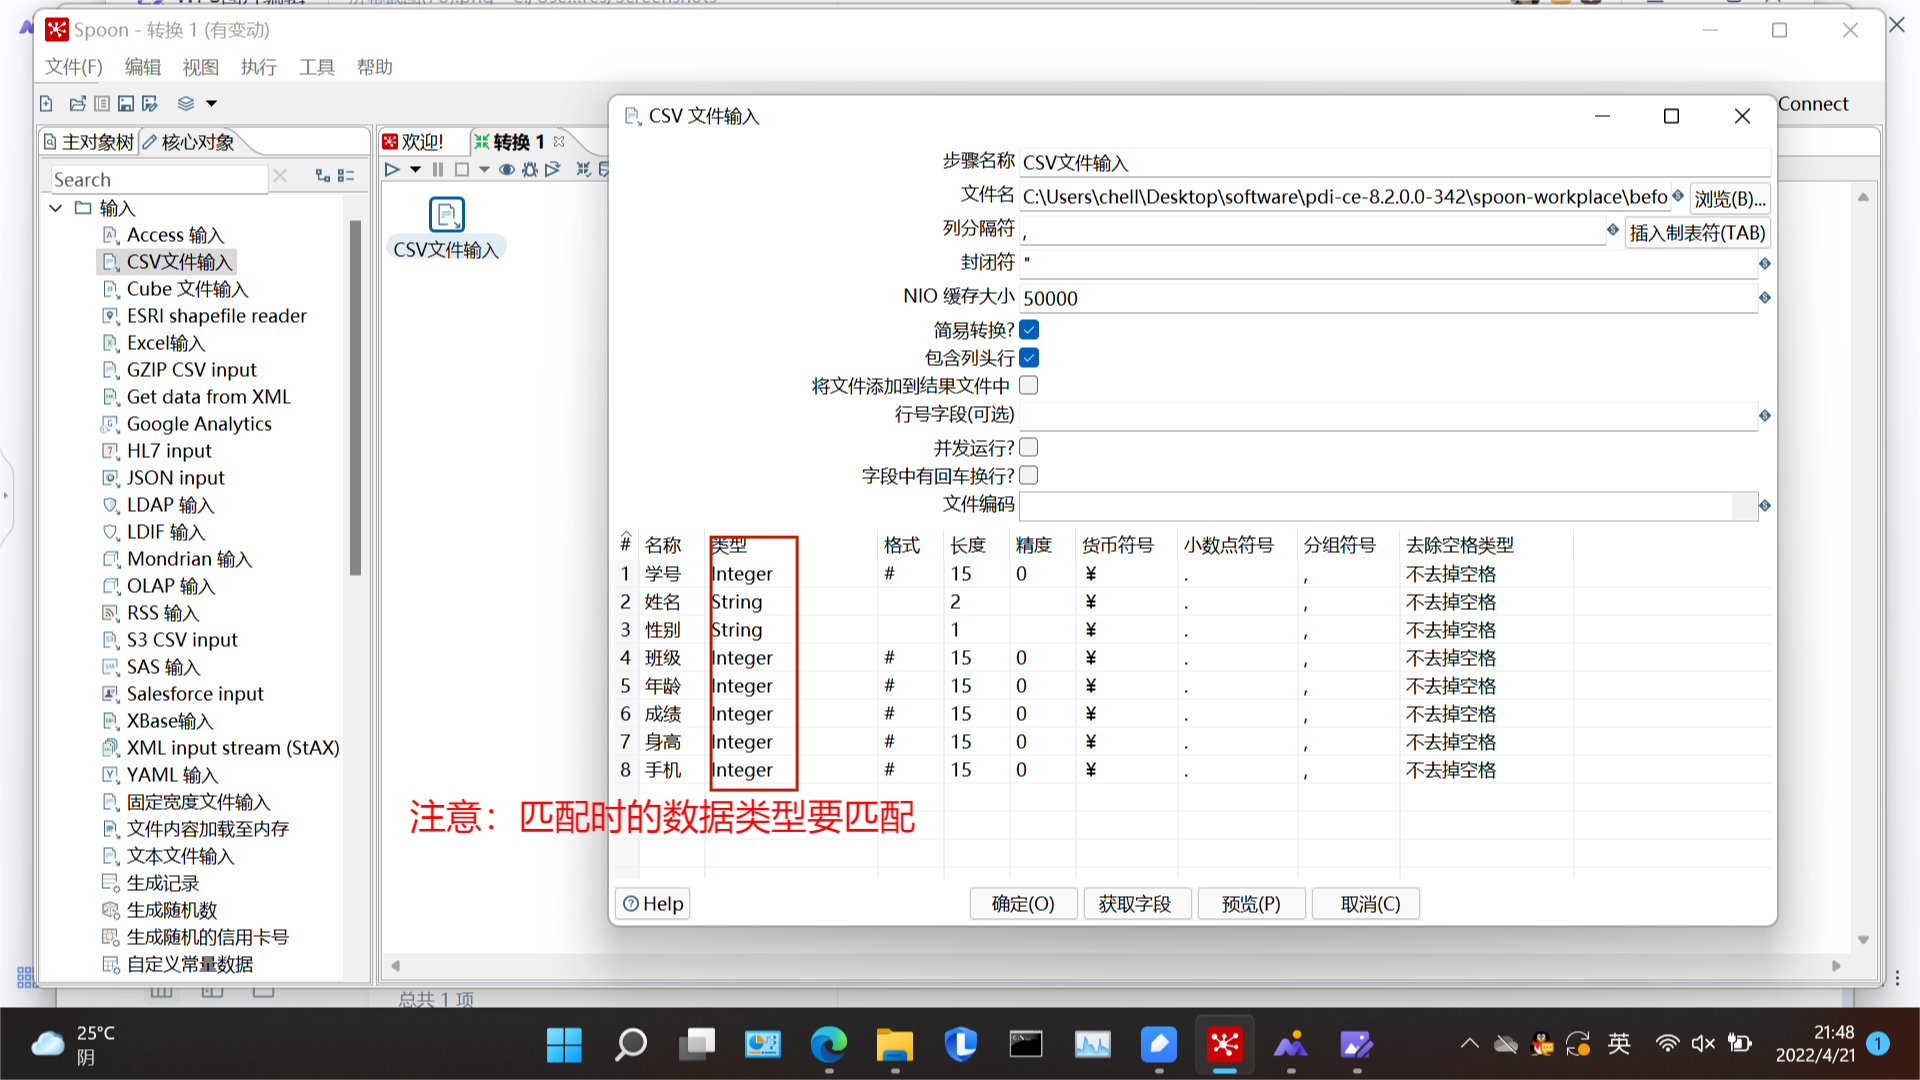 Spoon - 转换 1 (有变动)
文件(F) 编辑 视图 执行 工具 帮助
Connect
主对象树 核心对象
欢迎! 转换 1
Search
输入
Access 输入
CSV文件输入
Cube 文件输入
ESRI shapefile reader
Excel输入
GZIP CSV input
Get data from XML
Google Analytics
HL7 input
JSON input
LDAP 输入
LDIF 输入
Mondrian 输入
OLAP 输入
RSS 输入
S3 CSV input
SAS 输入
Salesforce input
XBase输入
XML input stream (StAX)
YAML 输入
固定宽度文件输入
文件内容加载至内存
文本文件输入
生成记录
生成随机数
生成随机的信用卡号
自定义常量数据
CSV文件输入
CSV 文件输入
步骤名称 CSV文件输入
文件名 C:\Users\chell\Desktop\software\pdi-ce-8.2.0.0-342\spoon-workplace\befo 浏览(B)...
列分隔符 , 插入制表符(TAB)
封闭符 "
NIO 缓存大小 50000
简易转换?
包含列头行
将文件添加到结果文件中
行号字段(可选)
并发运行?
字段中有回车换行?
文件编码
# 名称 类型 格式 长度 精度 货币符号 小数点符号 分组符号 去除空格类型
1 学号 Integer # 15 0 ¥ . , 不去掉空格
2 姓名 String 2 ¥ . , 不去掉空格
3 性别 String 1 ¥ . , 不去掉空格
4 班级 Integer # 15 0 ¥ . , 不去掉空格
5 年龄 Integer # 15 0 ¥ . , 不去掉空格
6 成绩 Integer # 15 0 ¥ . , 不去掉空格
7 身高 Integer # 15 0 ¥ . , 不去掉空格
8 手机 Integer # 15 0 ¥ . , 不去掉空格
注意：匹配时的数据类型要匹配
Help 确定(O) 获取字段 预览(P) 取消(C)
总共 1 项
25°C
阴
英
21:48
2022/4/21
1